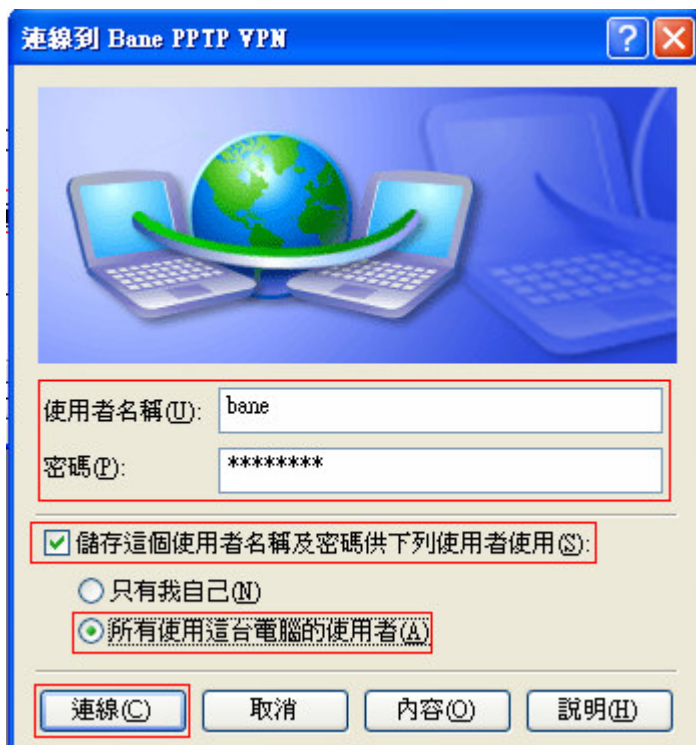 連線到 Bane PPTP VPN
使用者名稱(U): bane
密碼(P): ********
儲存這個使用者名稱及密碼供下列使用者使用(S):
只有我自己(N)
所有使用這台電腦的使用者(A)
連線(C) 取消 內容(O) 說明(H)